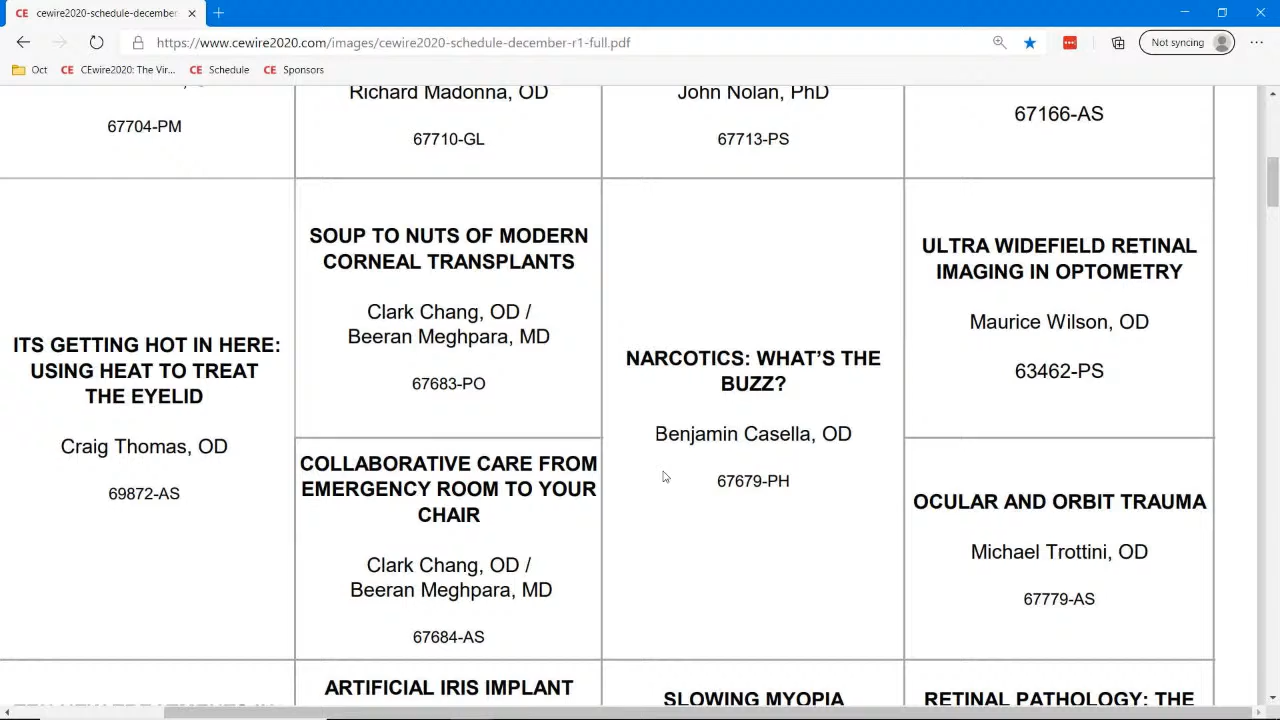 CE cewire2020-schedule-december-
https://www.cewire2020.com/images/cewire2020-schedule-december-r1-full.pdf
Not syncing
Oct
CE CEwire2020: The Vir...
CE Schedule
CE Sponsors
67704-PM
Richard Madonna, OD
67710-GL
John Nolan, PhD
67713-PS
67166-AS
ITS GETTING HOT IN HERE:
USING HEAT TO TREAT
THE EYELID
Craig Thomas, OD
69872-AS
SOUP TO NUTS OF MODERN
CORNEAL TRANSPLANTS
Clark Chang, OD /
Beeran Meghpara, MD
67683-PO
COLLABORATIVE CARE FROM
EMERGENCY ROOM TO YOUR
CHAIR
Clark Chang, OD /
Beeran Meghpara, MD
67684-AS
NARCOTICS: WHAT’S THE
BUZZ?
Benjamin Casella, OD
67679-PH
ULTRA WIDEFIELD RETINAL
IMAGING IN OPTOMETRY
Maurice Wilson, OD
63462-PS
OCULAR AND ORBIT TRAUMA
Michael Trottini, OD
67779-AS
ARTIFICIAL IRIS IMPLANT
SLOWING MYOPIA
RETINAL PATHOLOGY: THE